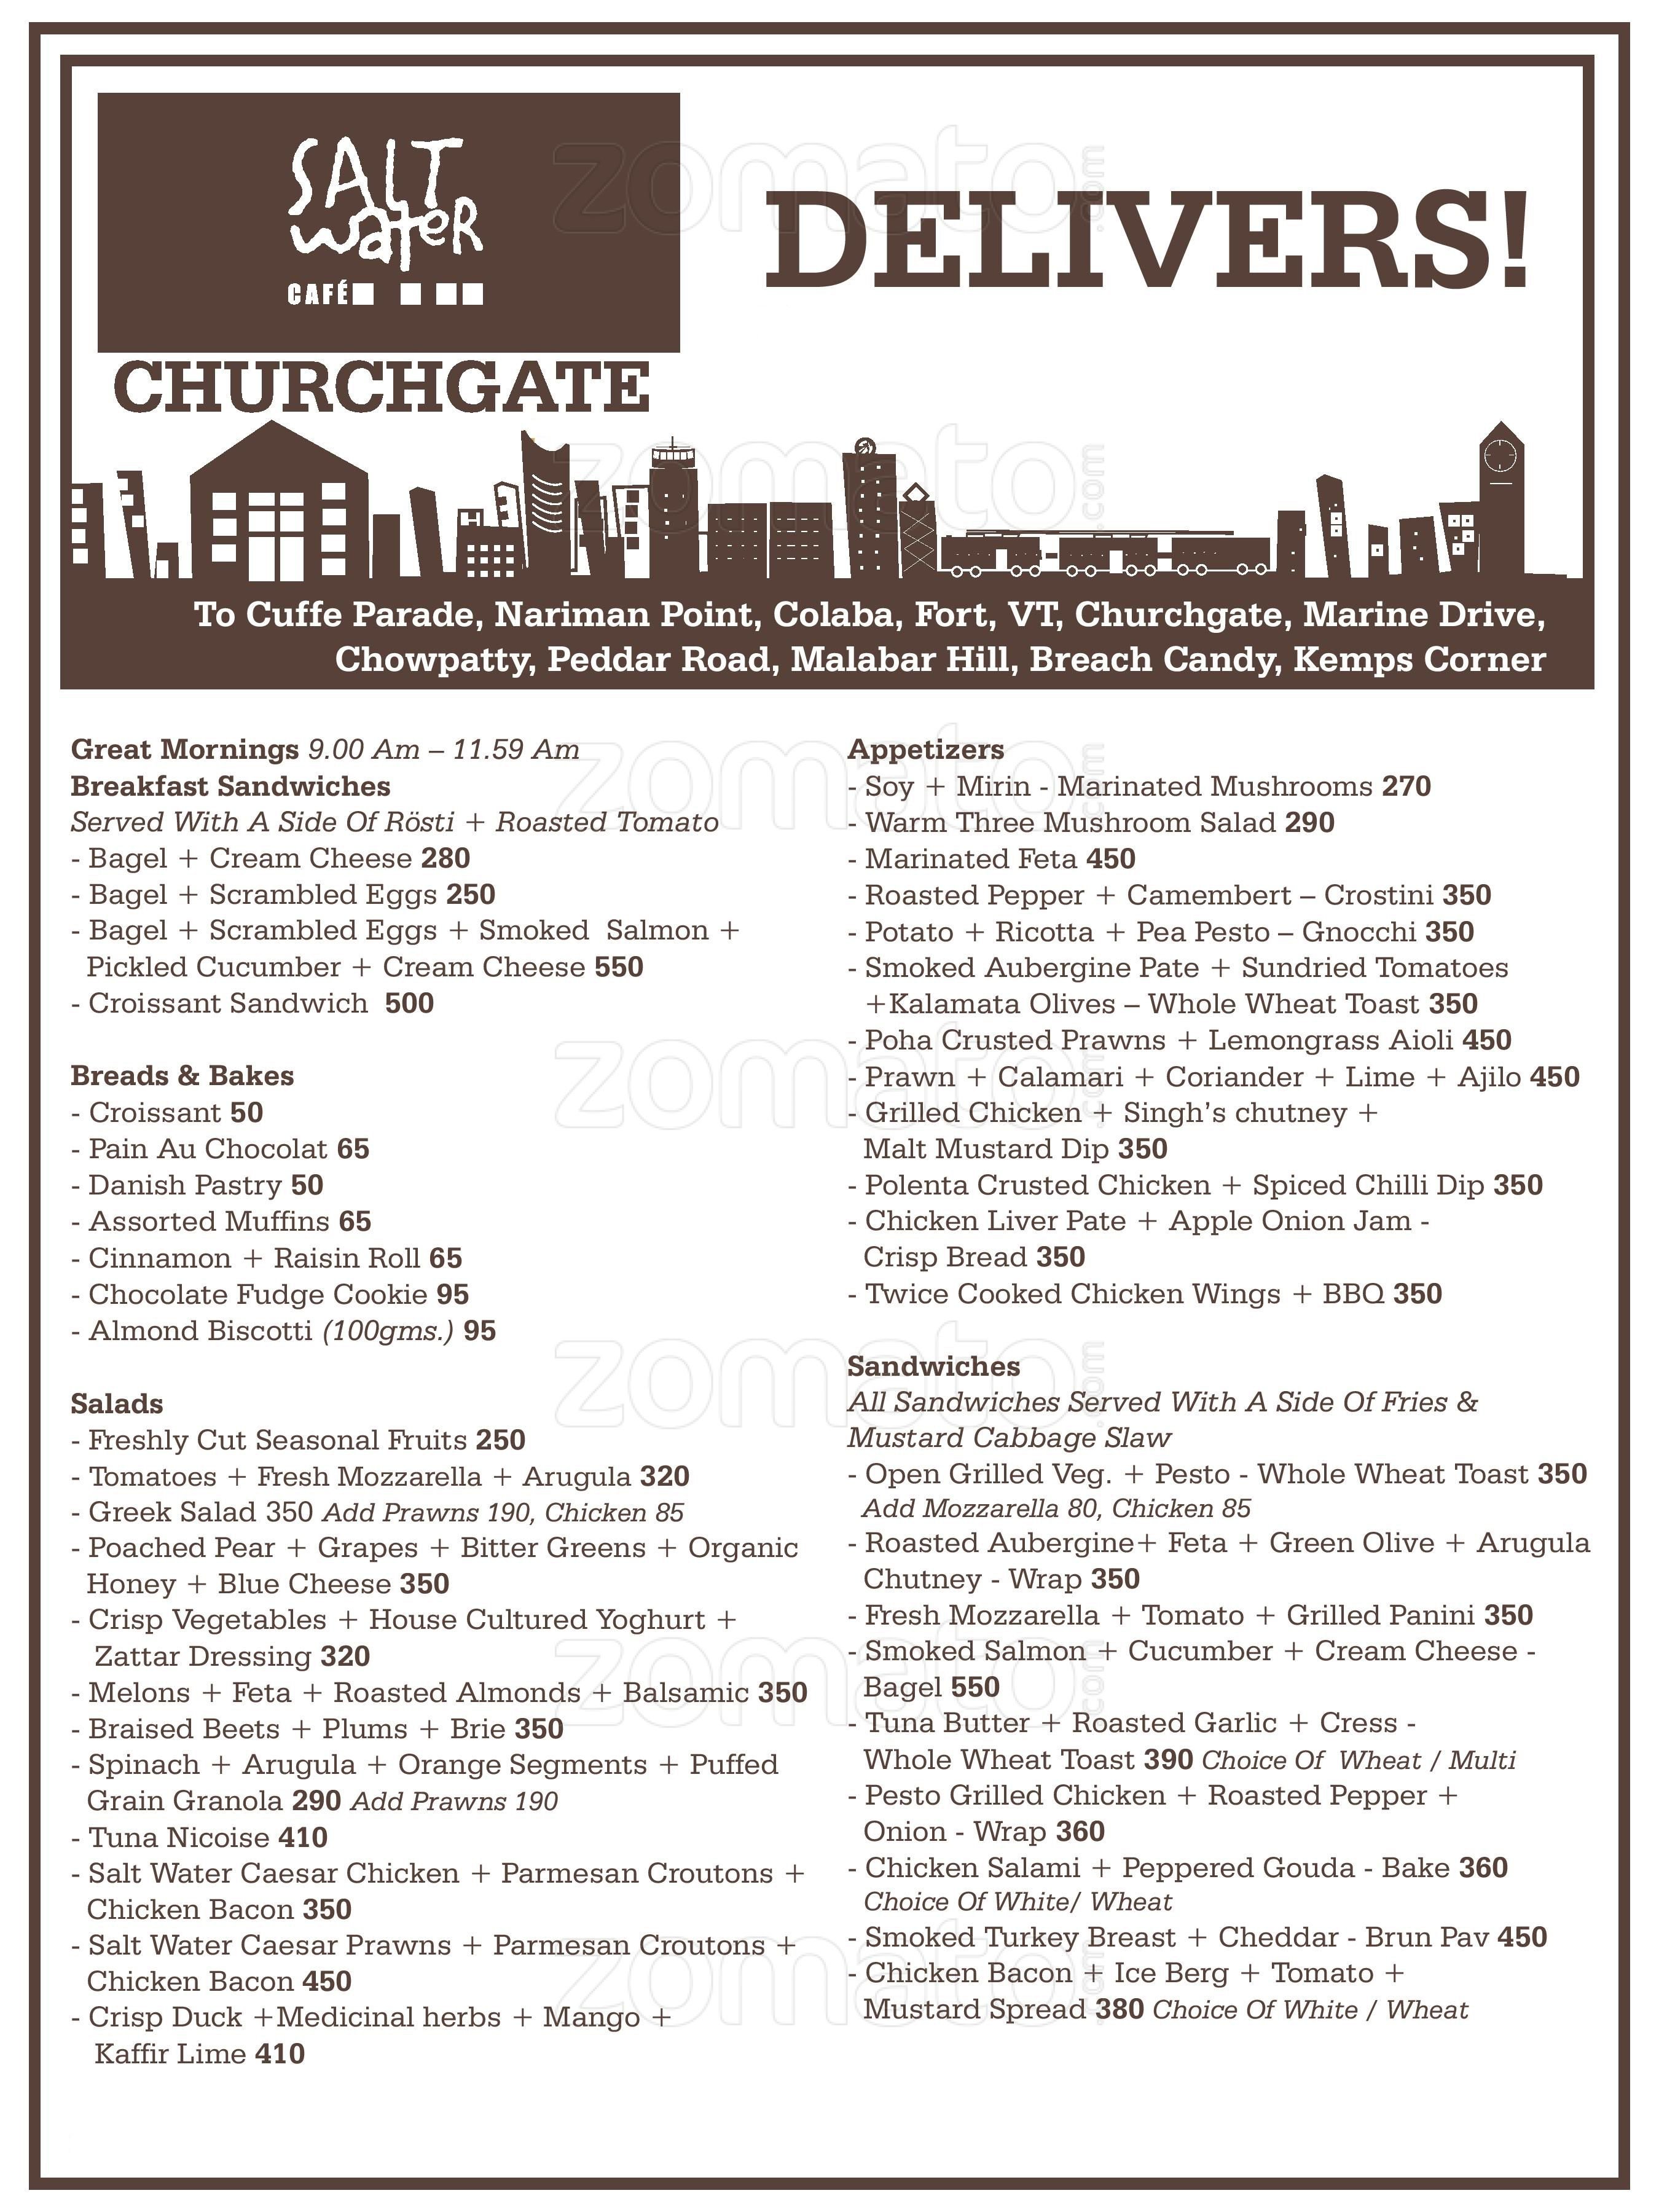 SALT
WateR
CAFÉ
DELIVERS!
CHURCHGATE
To Cuffe Parade, Nariman Point, Colaba, Fort, VT, Churchgate, Marine Drive,
Chowpatty, Peddar Road, Malabar Hill, Breach Candy, Kemps Corner
Great Mornings 9.00 Am – 11.59 Am
Breakfast Sandwiches
Served With A Side Of Rösti + Roasted Tomato
- Bagel + Cream Cheese 280
- Bagel + Scrambled Eggs 250
- Bagel + Scrambled Eggs + Smoked Salmon +
Pickled Cucumber + Cream Cheese 550
- Croissant Sandwich 500
Breads & Bakes
- Croissant 50
- Pain Au Chocolat 65
- Danish Pastry 50
- Assorted Muffins 65
- Cinnamon + Raisin Roll 65
- Chocolate Fudge Cookie 95
- Almond Biscotti (100gms.) 95
Salads
- Freshly Cut Seasonal Fruits 250
- Tomatoes + Fresh Mozzarella + Arugula 320
- Greek Salad 350 Add Prawns 190, Chicken 85
- Poached Pear + Grapes + Bitter Greens + Organic
Honey + Blue Cheese 350
- Crisp Vegetables + House Cultured Yoghurt +
Zattar Dressing 320
- Melons + Feta + Roasted Almonds + Balsamic 350
- Braised Beets + Plums + Brie 350
- Spinach + Arugula + Orange Segments + Puffed
Grain Granola 290 Add Prawns 190
- Tuna Nicoise 410
- Salt Water Caesar Chicken + Parmesan Croutons +
Chicken Bacon 350
- Salt Water Caesar Prawns + Parmesan Croutons +
Chicken Bacon 450
- Crisp Duck +Medicinal herbs + Mango +
Kaffir Lime 410
Appetizers
- Soy + Mirin - Marinated Mushrooms 270
- Warm Three Mushroom Salad 290
- Marinated Feta 450
- Roasted Pepper + Camembert – Crostini 350
- Potato + Ricotta + Pea Pesto – Gnocchi 350
- Smoked Aubergine Pate + Sundried Tomatoes
+Kalamata Olives – Whole Wheat Toast 350
- Poha Crusted Prawns + Lemongrass Aioli 450
- Prawn + Calamari + Coriander + Lime + Ajilo 450
- Grilled Chicken + Singh's chutney +
Malt Mustard Dip 350
- Polenta Crusted Chicken + Spiced Chilli Dip 350
- Chicken Liver Pate + Apple Onion Jam -
Crisp Bread 350
- Twice Cooked Chicken Wings + BBQ 350
Sandwiches
All Sandwiches Served With A Side Of Fries &
Mustard Cabbage Slaw
- Open Grilled Veg. + Pesto - Whole Wheat Toast 350
Add Mozzarella 80, Chicken 85
- Roasted Aubergine+ Feta + Green Olive + Arugula
Chutney - Wrap 350
- Fresh Mozzarella + Tomato + Grilled Panini 350
- Smoked Salmon + Cucumber + Cream Cheese -
Bagel 550
- Tuna Butter + Roasted Garlic + Cress -
Whole Wheat Toast 390 Choice Of Wheat / Multi
- Pesto Grilled Chicken + Roasted Pepper +
Onion - Wrap 360
- Chicken Salami + Peppered Gouda - Bake 360
Choice Of White/ Wheat
- Smoked Turkey Breast + Cheddar - Brun Pav 450
- Chicken Bacon + Ice Berg + Tomato +
Mustard Spread 380 Choice Of White / Wheat
zomato.com
zomato.com
zomato.com
zomato.com
zomato.com
zomato.com
zomato.com